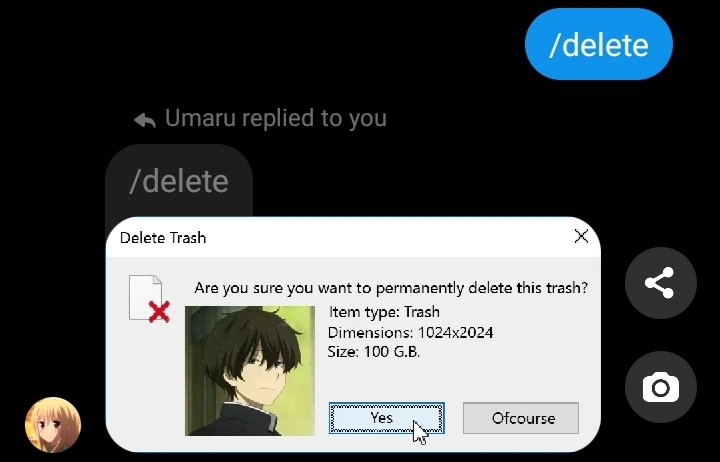 /delete
Umaru replied to you
/delete
Delete Trash
Are you sure you want to permanently delete this trash?
Item type: Trash
Dimensions: 1024x2024
Size: 100 G.B.
Yes
Ofcourse